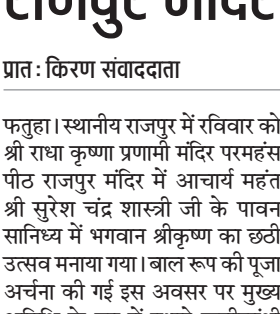 राजपुर मंदिर
प्रात : किरण संवाददाता
फतुहा। स्थानीय राजपुर में रविवार को
श्री राधा कृष्णा प्रणामी मंदिर परमहंस
पीठ राजपुर मंदिर में आचार्य महंत
श्री सुरेश चंद्र शास्त्री जी के पावन
सानिध्य में भगवान श्रीकृष्ण का छठी
उत्सव मनाया गया। बाल रूप की पूजा
अर्चना की गई इस अवसर पर मुख्य